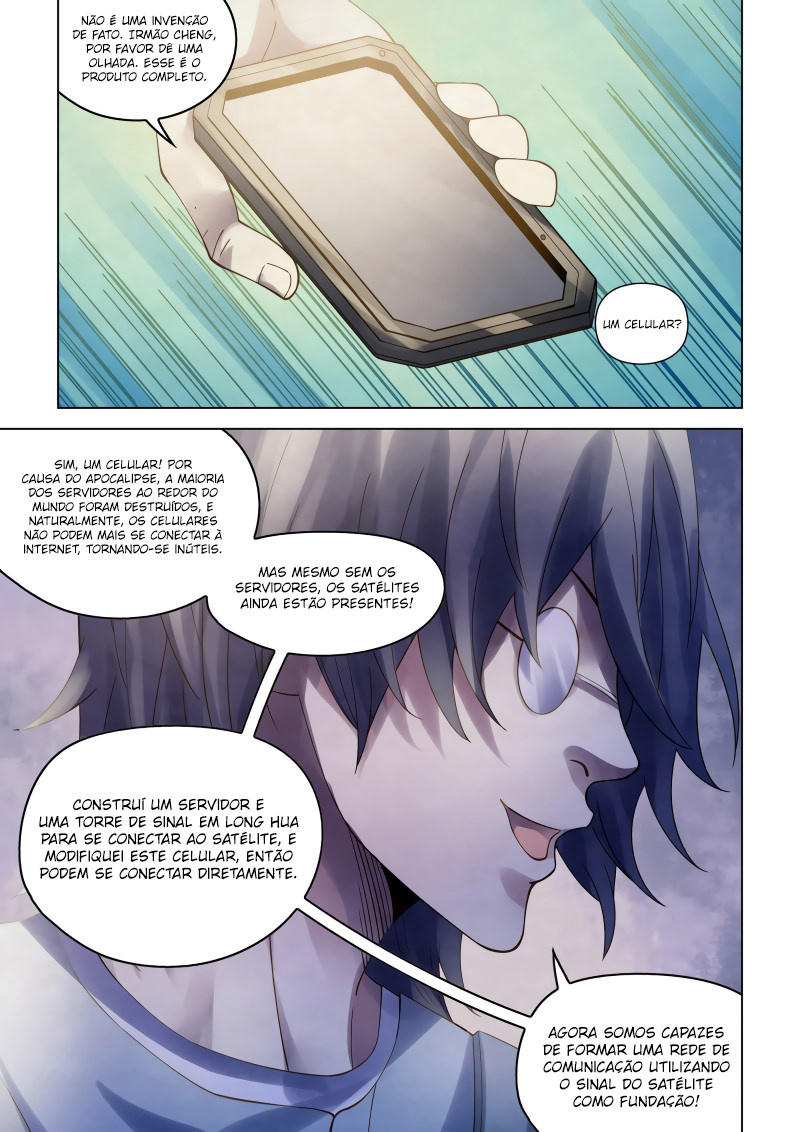 NÃO É UMA INVENÇÃO
DE FATO. IRMÃO CHENG,
POR FAVOR DÊ UMA
OLHADA. ESSE É O
PRODUTO COMPLETO.
UM CELULAR?
SIM, UM CELULAR! POR
CAUSA DO APOCALIPSE, A MAIORIA
DOS SERVIDORES AO REDOR DO
MUNDO FORAM DESTRUÍDOS, E
NATURALMENTE, OS CELULARES
NÃO PODEM MAIS SE CONECTAR À
INTERNET, TORNANDO-SE INÚTEIS.
MAS MESMO SEM OS
SERVIDORES, OS SATÉLITES
AINDA ESTÃO PRESENTES!
CONSTRUÍ UM SERVIDOR E
UMA TORRE DE SINAL EM LONG HUA
PARA SE CONECTAR AO SATÉLITE, E
MODIFIQUEI ESTE CELULAR, ENTÃO
PODEM SE CONECTAR DIRETAMENTE.
AGORA SOMOS CAPAZES
DE FORMAR UMA REDE DE
COMUNICAÇÃO UTILIZANDO
O SINAL DO SATÉLITE
COMO FUNDAÇÃO!